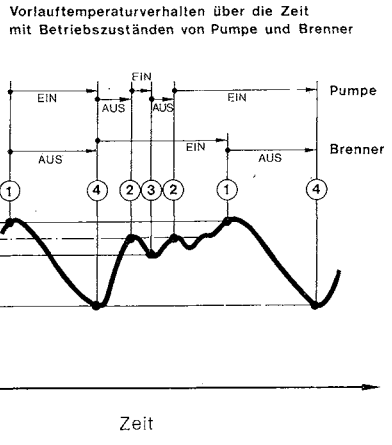 Vorlauftemperaturverhalten über die Zeit
mit Betriebszuständen von Pumpe und Brenner
EIN AUS EIN AUS EIN Pumpe
AUS EIN AUS Brenner
1 4 2 3 2 1 4
Zeit